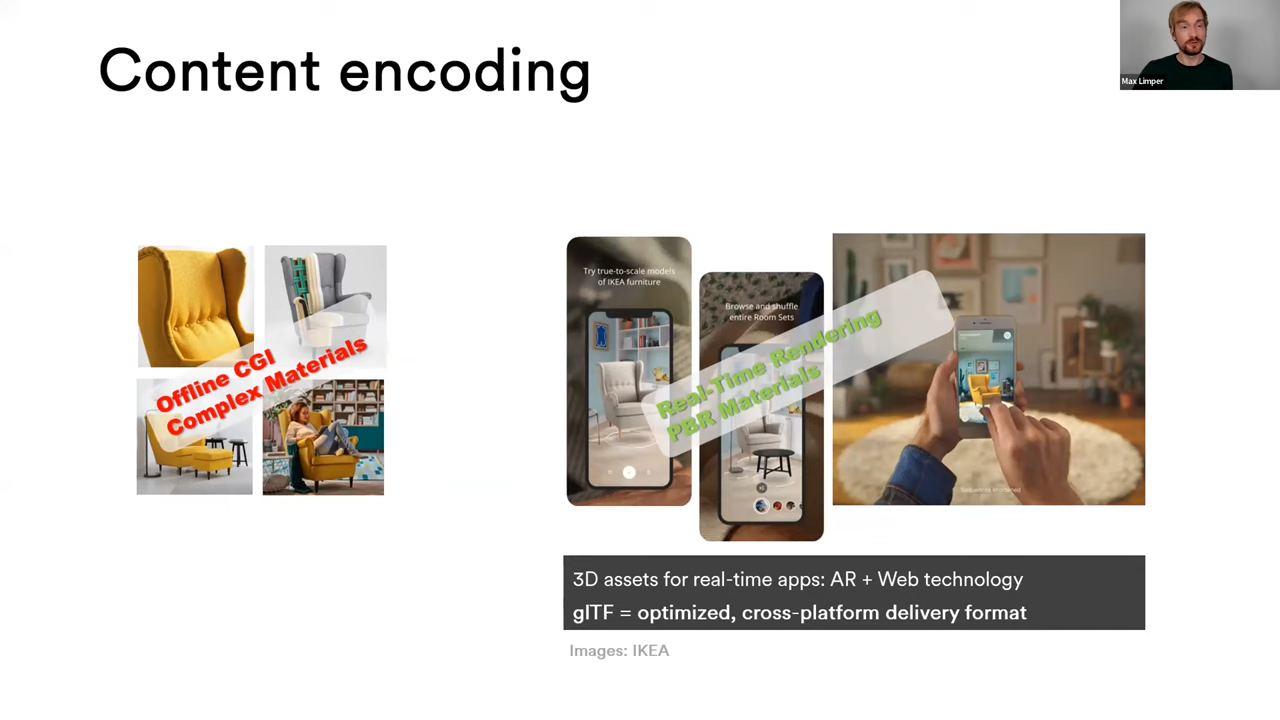 Content encoding
Max Limper
Offline CGI
Complex Materials
Try true-to-scale models
of IKEA furniture
Browse and shuffle
entire Room Sets
Real-Time Rendering
PBR Materials
Sequences shortened
3D assets for real-time apps: AR + Web technology
glTF = optimized, cross-platform delivery format
Images: IKEA